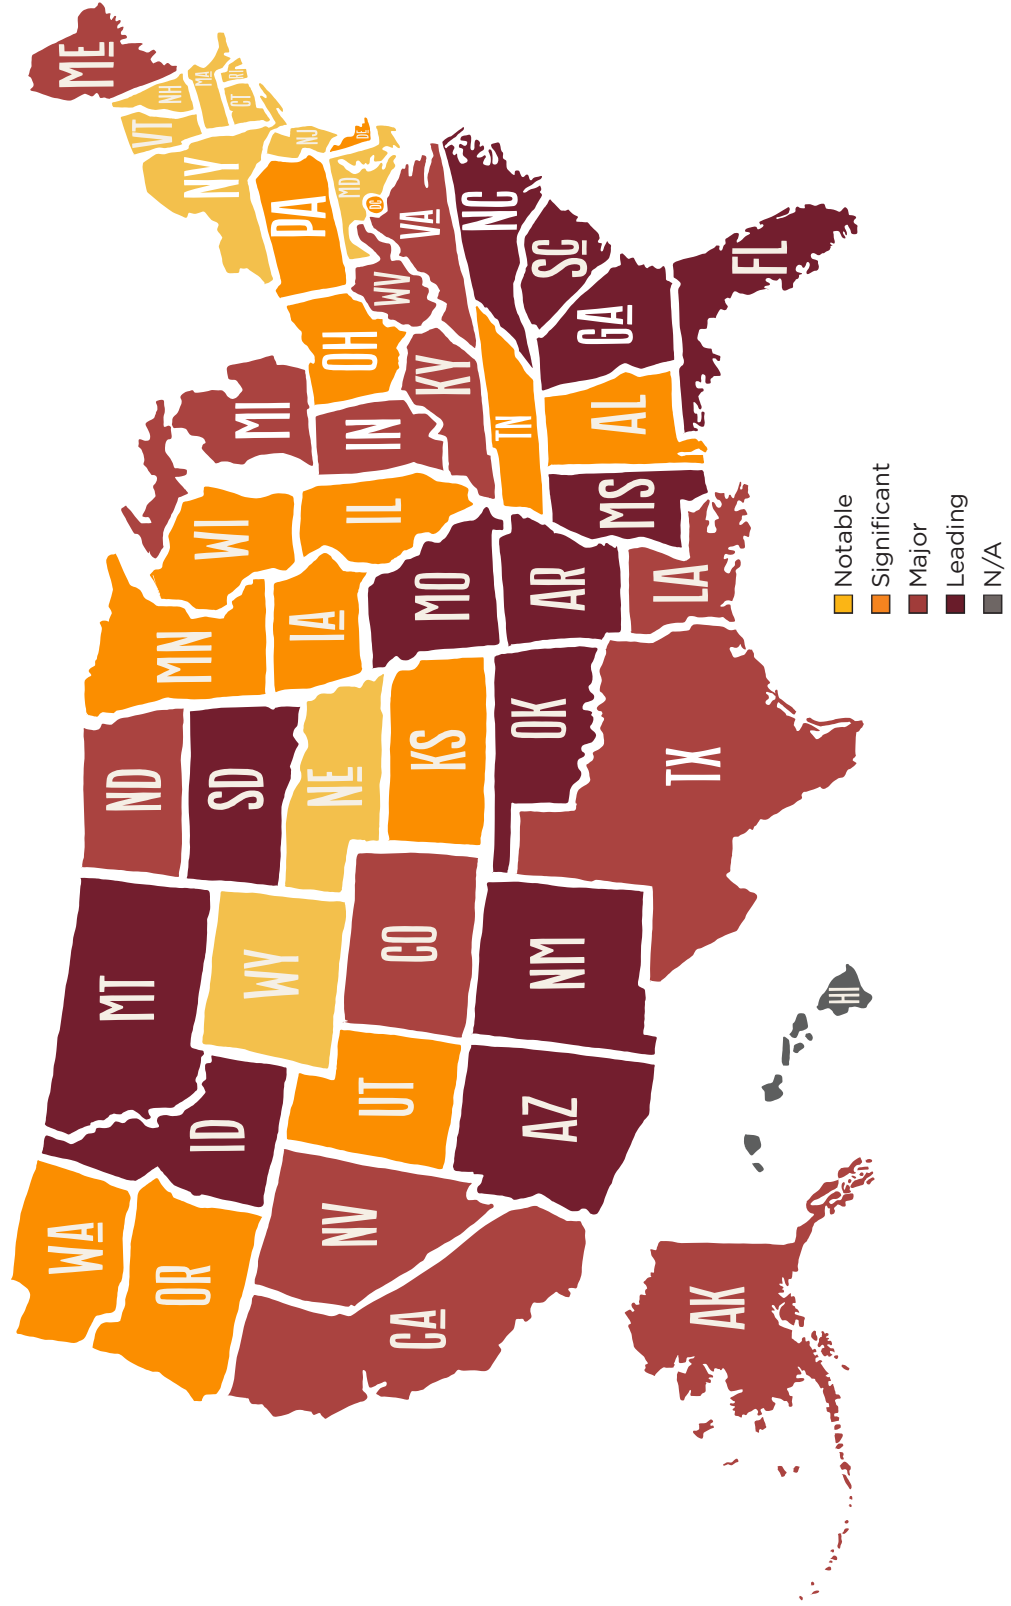 WA
OR
CA
NV
ID
MT
WY
UT
AZ
CO
NM
ND
SD
NE
KS
OK
TX
MN
IA
MO
AR
LA
WI
IL
MI
IN
OH
KY
TN
MS
AL
GA
FL
SC
NC
VA
WV
PA
NY
VT
NH
ME
MA
RI
CT
NJ
DE
MD
DC
AK
HI
Notable
Significant
Major
Leading
N/A